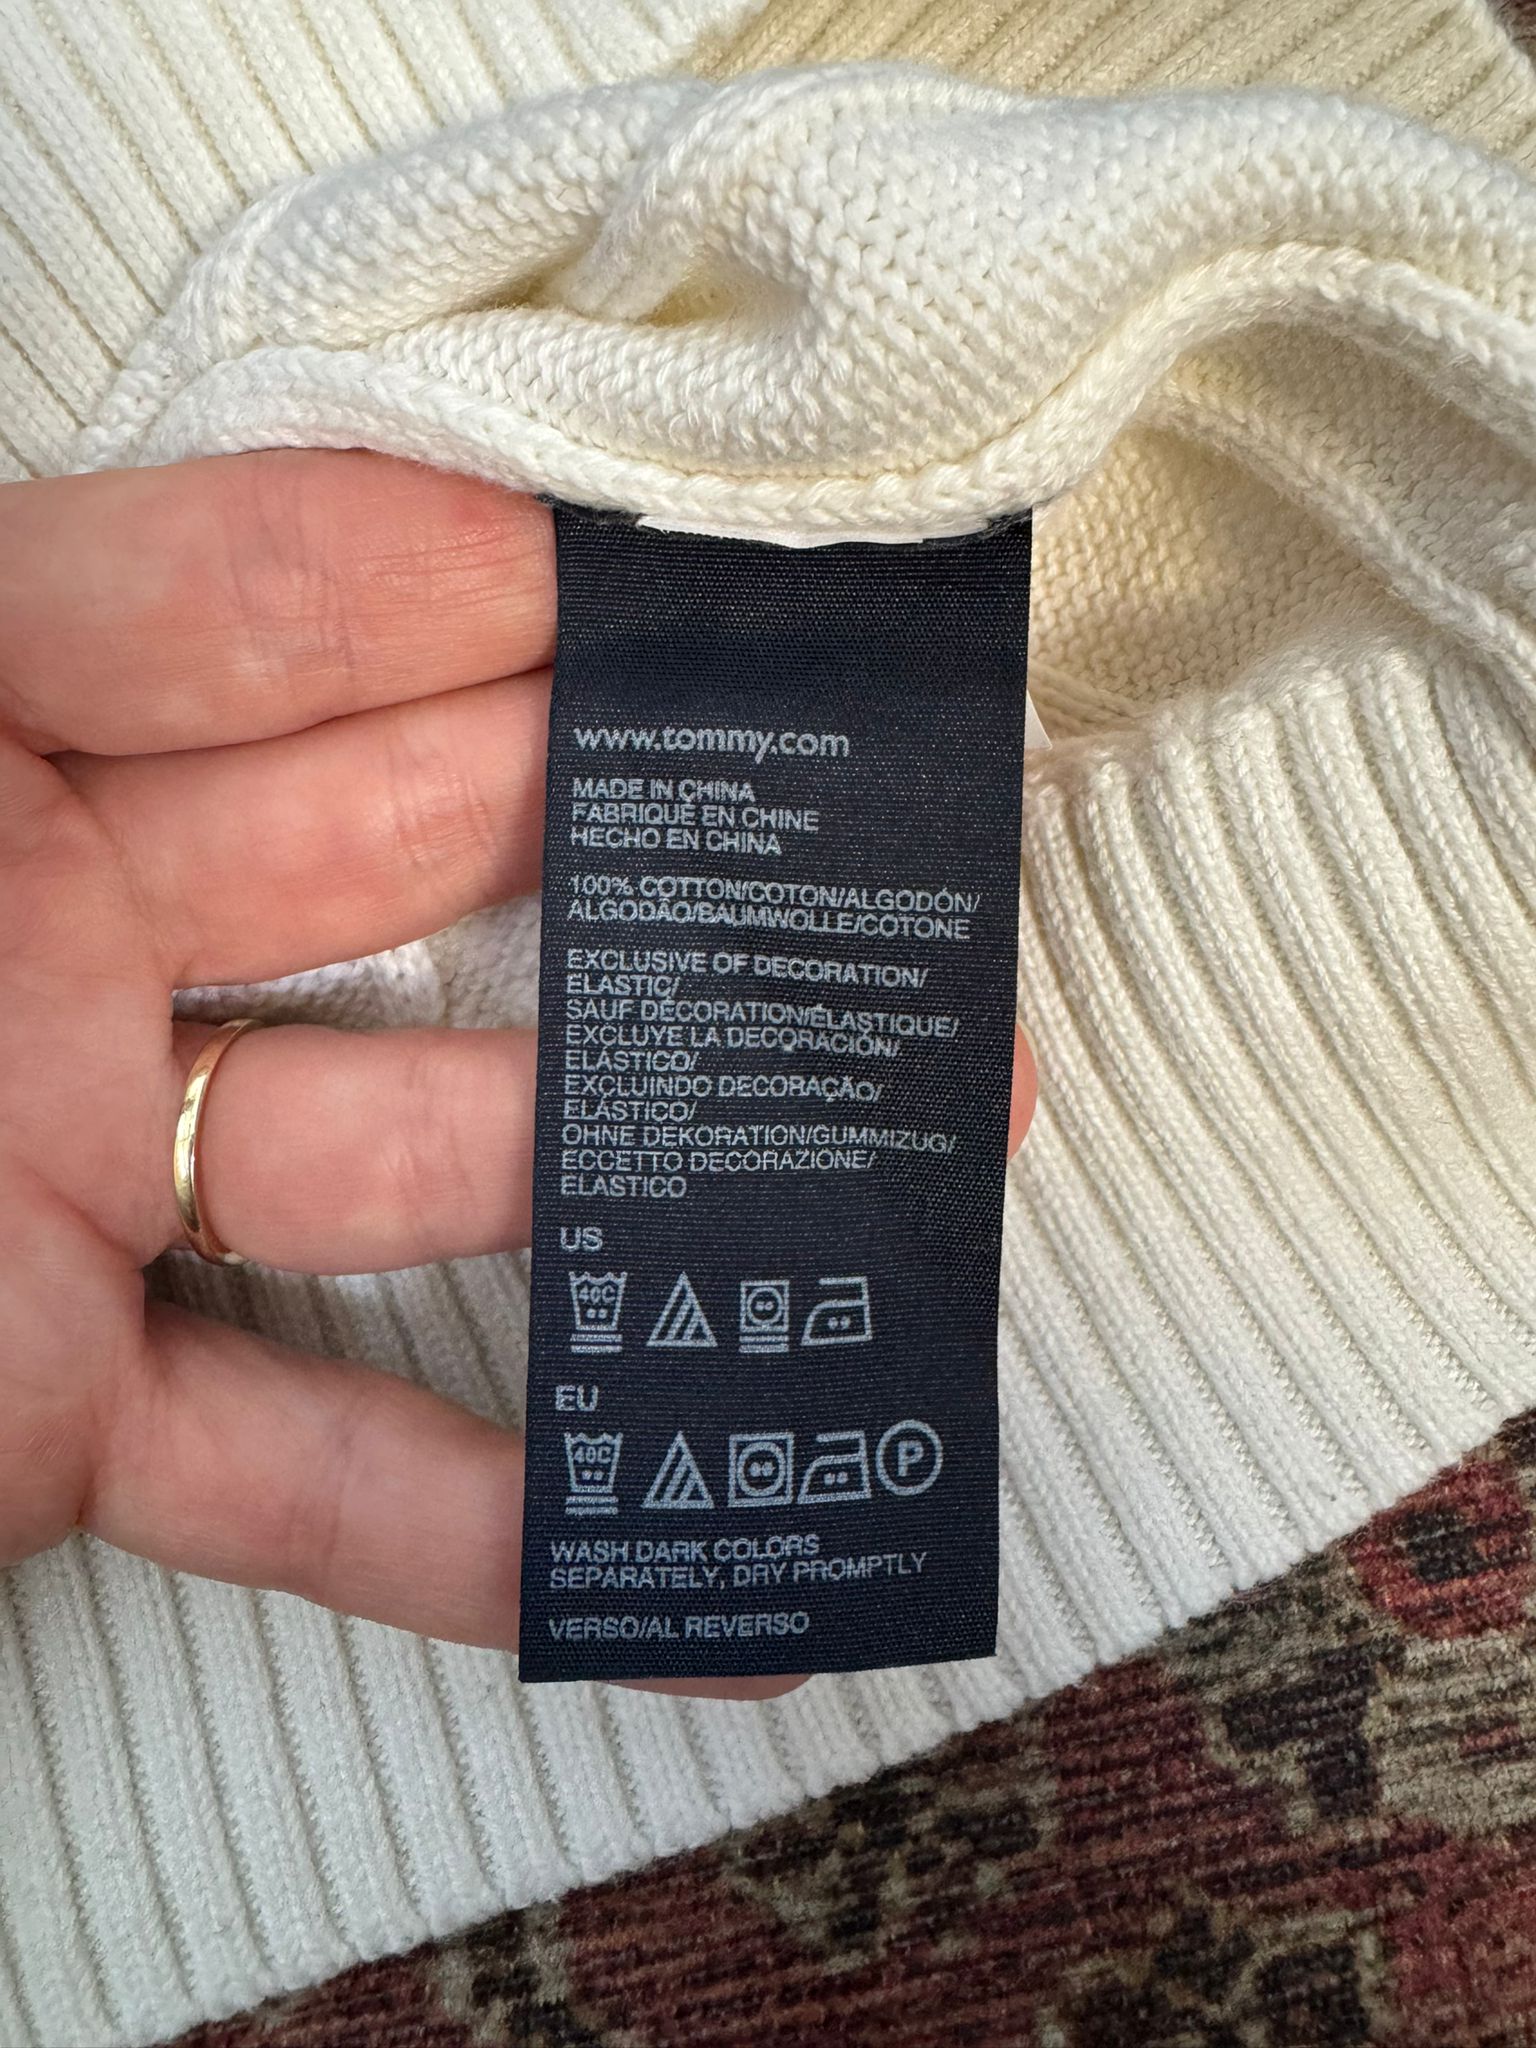 www.tommy.com
MADE IN CHINA
FABRIQUÉ EN CHINE
HECHO EN CHINA
100% COTTON/COTON/ALGODÓN/
ALGODÃO/BAUMWOLLE/COTONE
EXCLUSIVE OF DECORATION/
ELASTIC/
SAUF DÉCORATION/ÉLASTIQUE/
EXCLUYE LA DECORACIÓN/
ELÁSTICO/
EXCLUINDO DECORAÇÃO/
ELÁSTICO/
OHNE DEKORATION/GUMMIZUG/
ECCETTO DECORAZIONE/
ELASTICO
US
40C
EU
40C P
WASH DARK COLORS
SEPARATELY, DRY PROMPTLY
VERSO/AL REVERSO